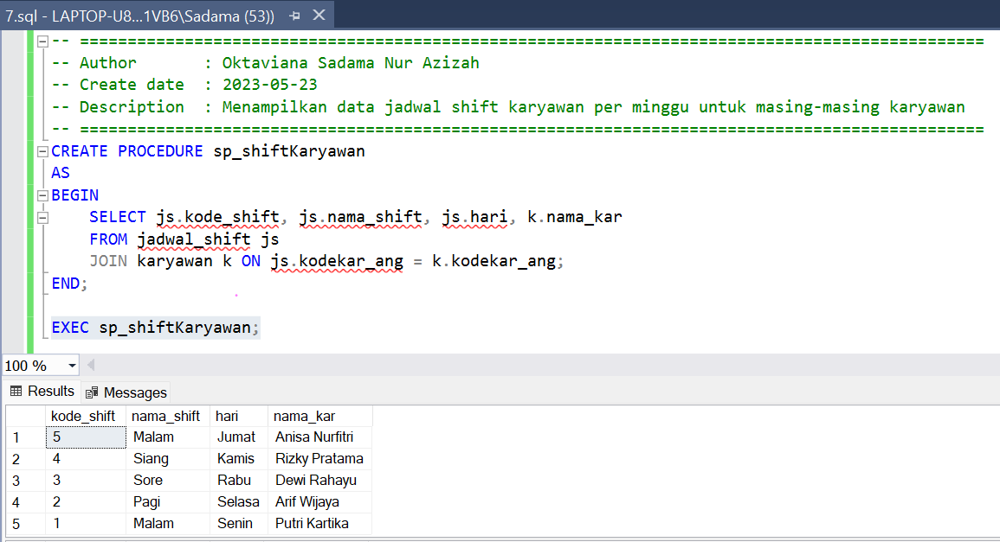 7.sql - LAPTOP-U8...1VB6\Sadama (53))
-- ===============================================================================================
-- Author       : Oktaviana Sadama Nur Azizah
-- Create date  : 2023-05-23
-- Description  : Menampilkan data jadwal shift karyawan per minggu untuk masing-masing karyawan
-- ===============================================================================================
CREATE PROCEDURE sp_shiftKaryawan
AS
BEGIN
    SELECT js.kode_shift, js.nama_shift, js.hari, k.nama_kar
    FROM jadwal_shift js
    JOIN karyawan k ON js.kodekar_ang = k.kodekar_ang;
END;
EXEC sp_shiftKaryawan;
100 %
Results Messages
kode_shift nama_shift hari nama_kar
1 5 Malam Jumat Anisa Nurfitri
2 4 Siang Kamis Rizky Pratama
3 3 Sore Rabu Dewi Rahayu
4 2 Pagi Selasa Arif Wijaya
5 1 Malam Senin Putri Kartika